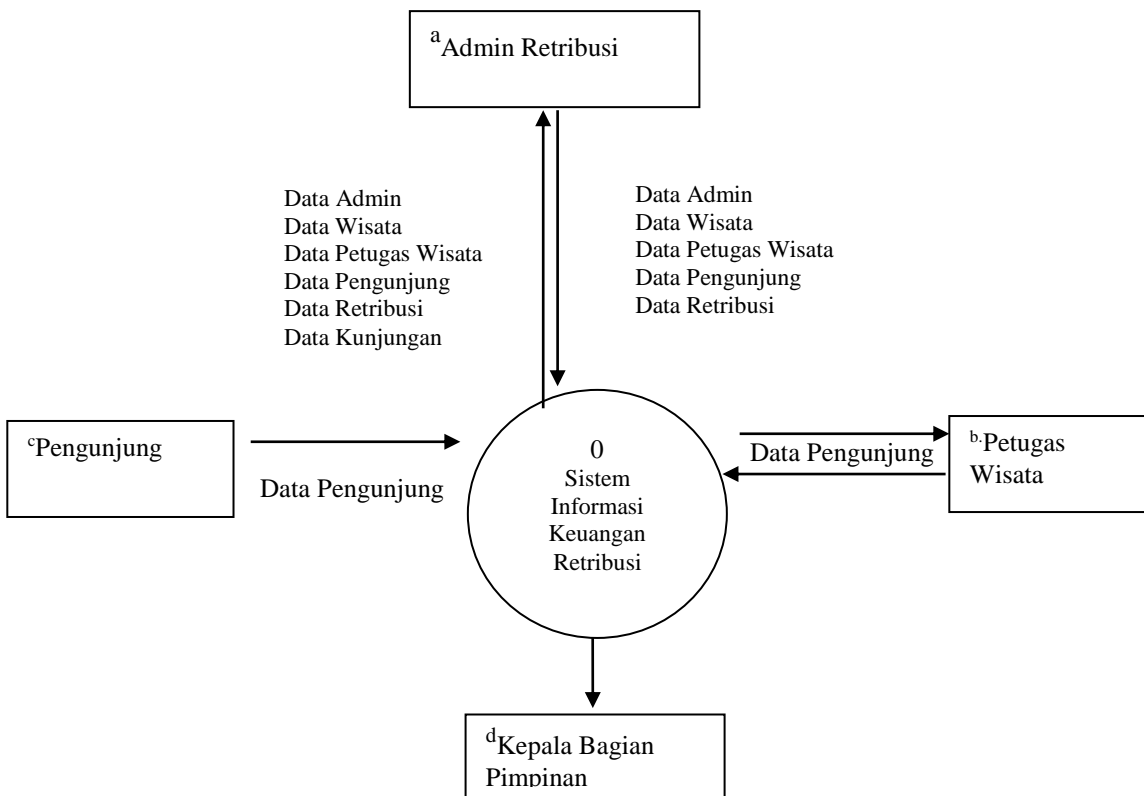 aAdmin Retribusi
Data Admin
Data Wisata
Data Petugas Wisata
Data Pengunjung
Data Retribusi
Data Kunjungan
Data Admin
Data Wisata
Data Petugas Wisata
Data Pengunjung
Data Retribusi
cPengunjung
Data Pengunjung
0
Sistem
Informasi
Keuangan
Retribusi
Data Pengunjung
b.Petugas
Wisata
dKepala Bagian
Pimpinan